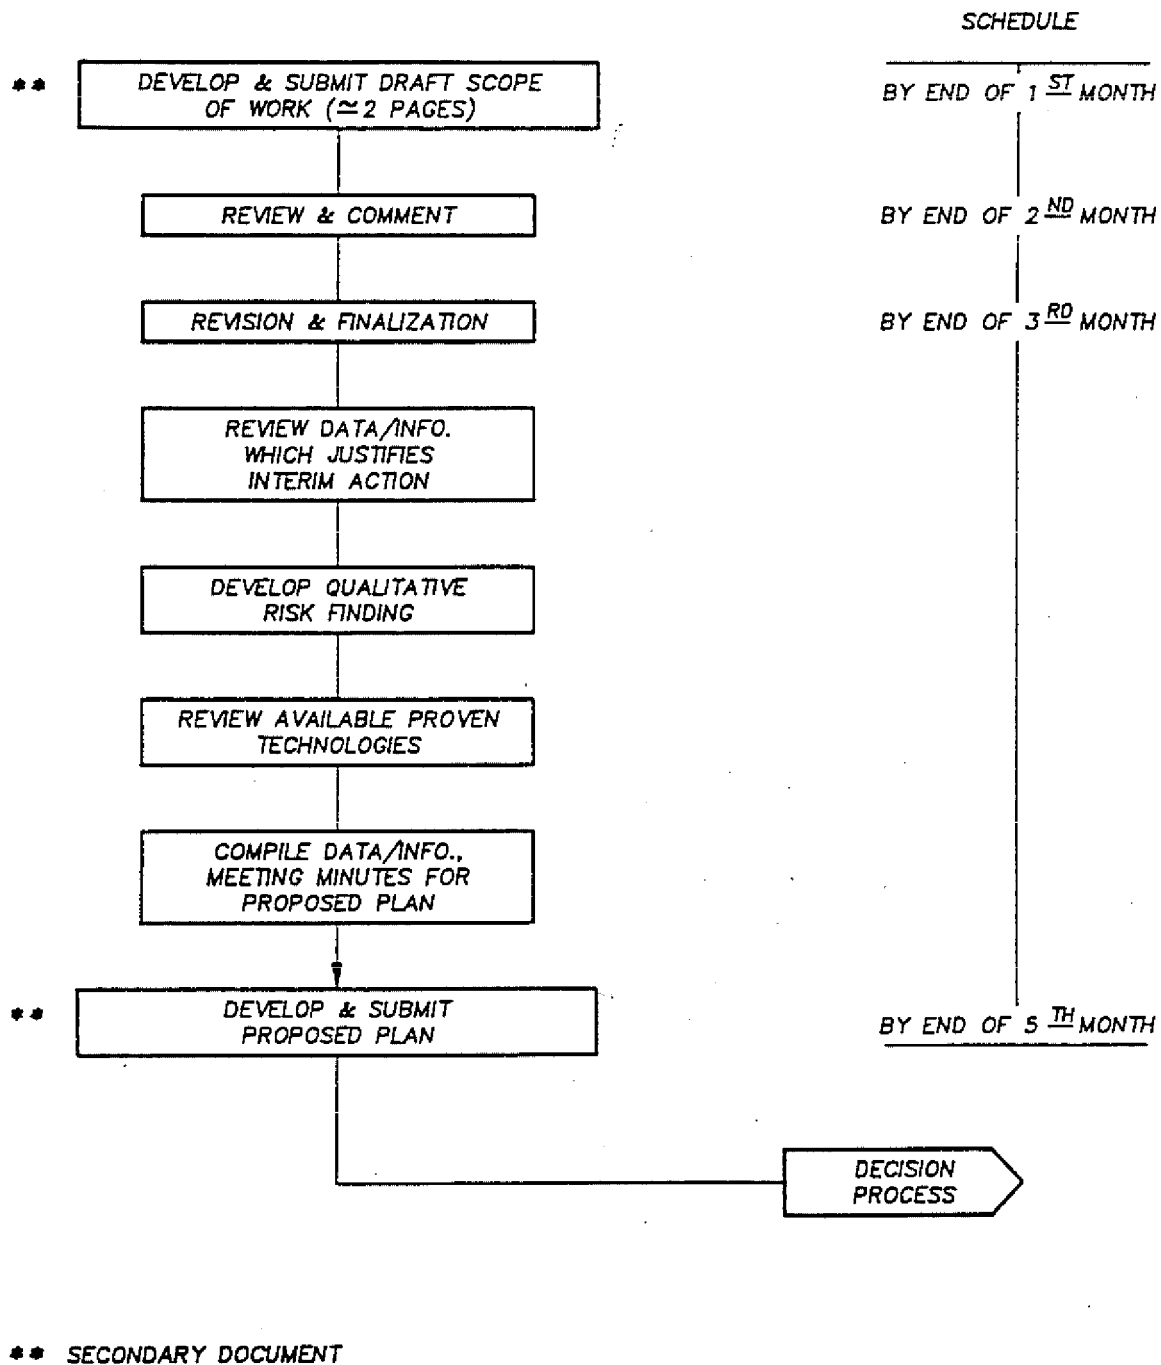 SCHEDULE
** DEVELOP & SUBMIT DRAFT SCOPE
OF WORK (≃2 PAGES)
BY END OF 1 ST MONTH
REVIEW & COMMENT
BY END OF 2 ND MONTH
REVISION & FINALIZATION
BY END OF 3 RD MONTH
REVIEW DATA/INFO.
WHICH JUSTIFIES
INTERIM ACTION
DEVELOP QUALITATIVE
RISK FINDING
REVIEW AVAILABLE PROVEN
TECHNOLOGIES
COMPILE DATA/INFO.,
MEETING MINUTES FOR
PROPOSED PLAN
** DEVELOP & SUBMIT
PROPOSED PLAN
BY END OF 5 TH MONTH
DECISION
PROCESS
** SECONDARY DOCUMENT